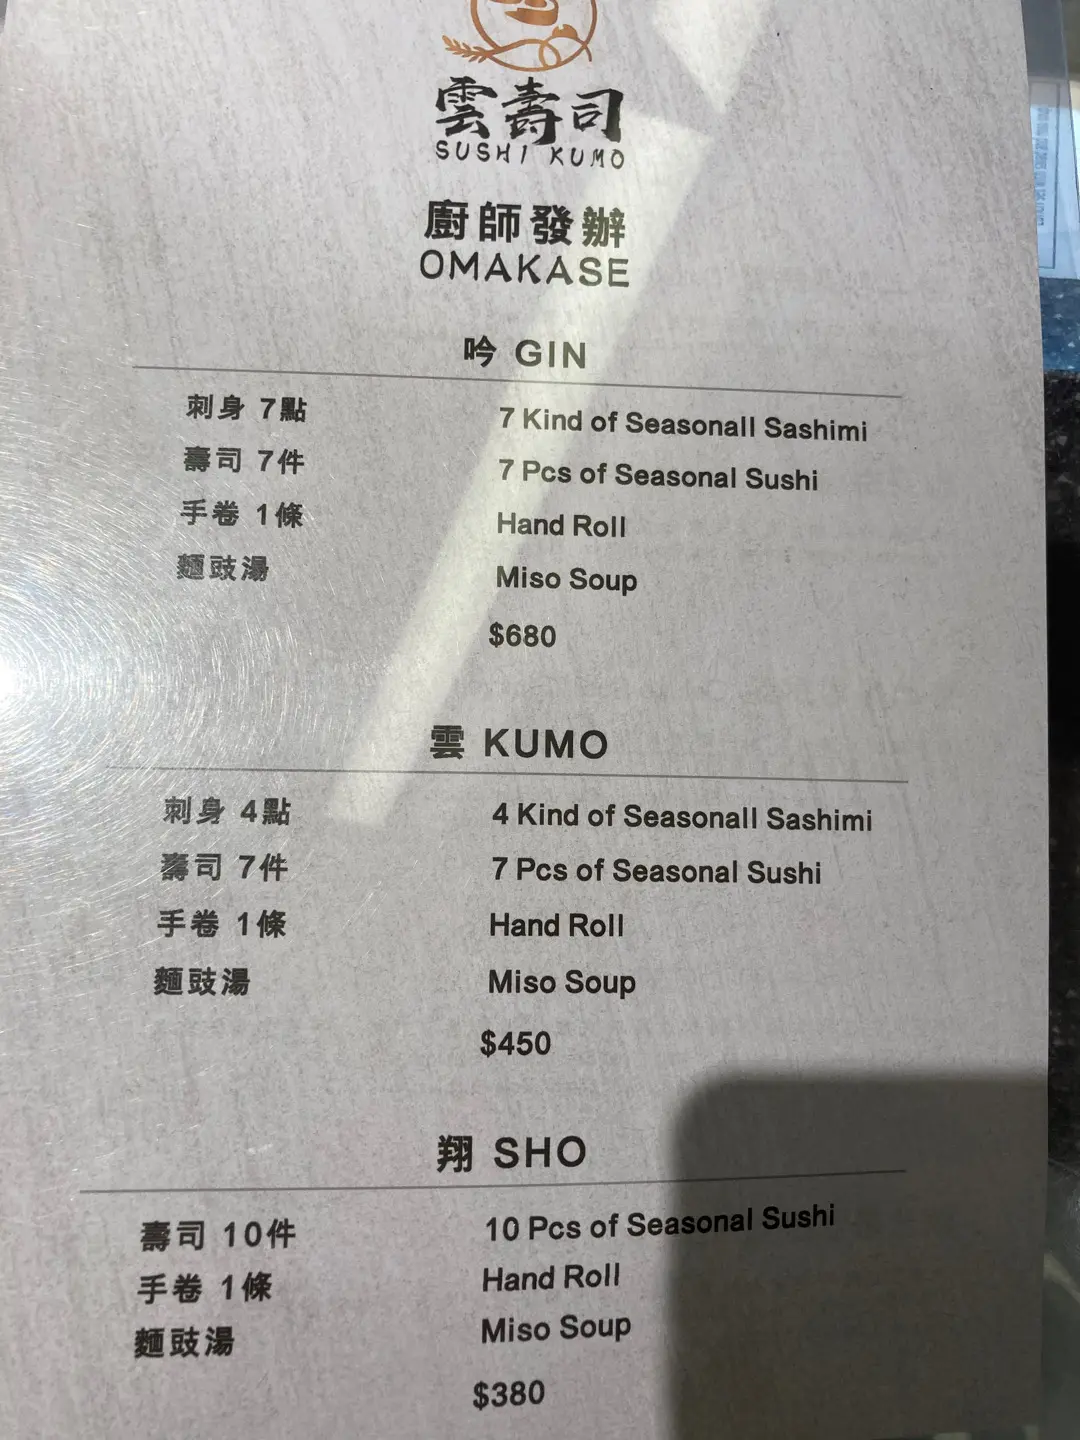 雲壽司
SUSHI KUMO
廚師發辦
OMAKASE
吟 GIN
刺身 7點 7 Kind of Seasonall Sashimi
壽司 7件 7 Pcs of Seasonal Sushi
手卷 1條 Hand Roll
麵豉湯 Miso Soup
$680
雲 KUMO
刺身 4點 4 Kind of Seasonall Sashimi
壽司 7件 7 Pcs of Seasonal Sushi
手卷 1條 Hand Roll
麵豉湯 Miso Soup
$450
翔 SHO
壽司 10件 10 Pcs of Seasonal Sushi
手卷 1條 Hand Roll
麵豉湯 Miso Soup
$380